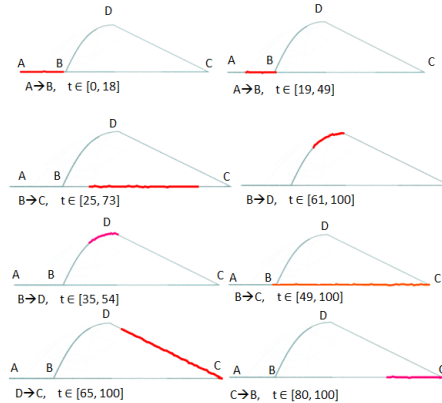 D
A B C
A→B, t ∈ [0, 18]
D
A B C
A→B, t ∈ [19, 49]
D
A B C
B→C, t ∈ [25, 73]
B→D, t ∈ [61, 100]
D
A B C
B→D, t ∈ [35, 54]
D
A B C
B→C, t ∈ [49, 100]
D
A B C
D→C, t ∈ [65, 100]
D
A B C
C→B, t ∈ [80, 100]